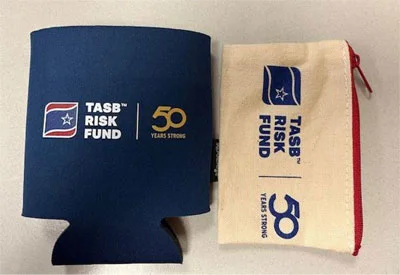 TASB™
RISK
FUND
50
YEARS STRONG
TASB™
RISK
FUND
50
YEARS STRONG